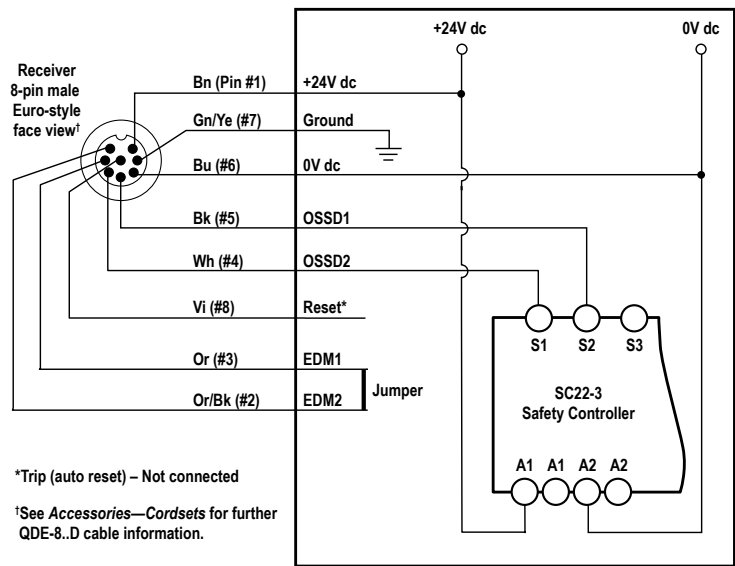 +24V dc
0V dc
Receiver
8-pin male
Euro-style
face view†
Bn (Pin #1)
+24V dc
Gn/Ye (#7)
Ground
Bu (#6)
0V dc
Bk (#5)
OSSD1
Wh (#4)
OSSD2
Vi (#8)
Reset*
Or (#3)
EDM1
Or/Bk (#2)
EDM2
Jumper
S1
S2
S3
SC22-3
Safety Controller
A1
A1
A2
A2
*Trip (auto reset) – Not connected
†See Accessories—Cordsets for further
QDE-8..D cable information.